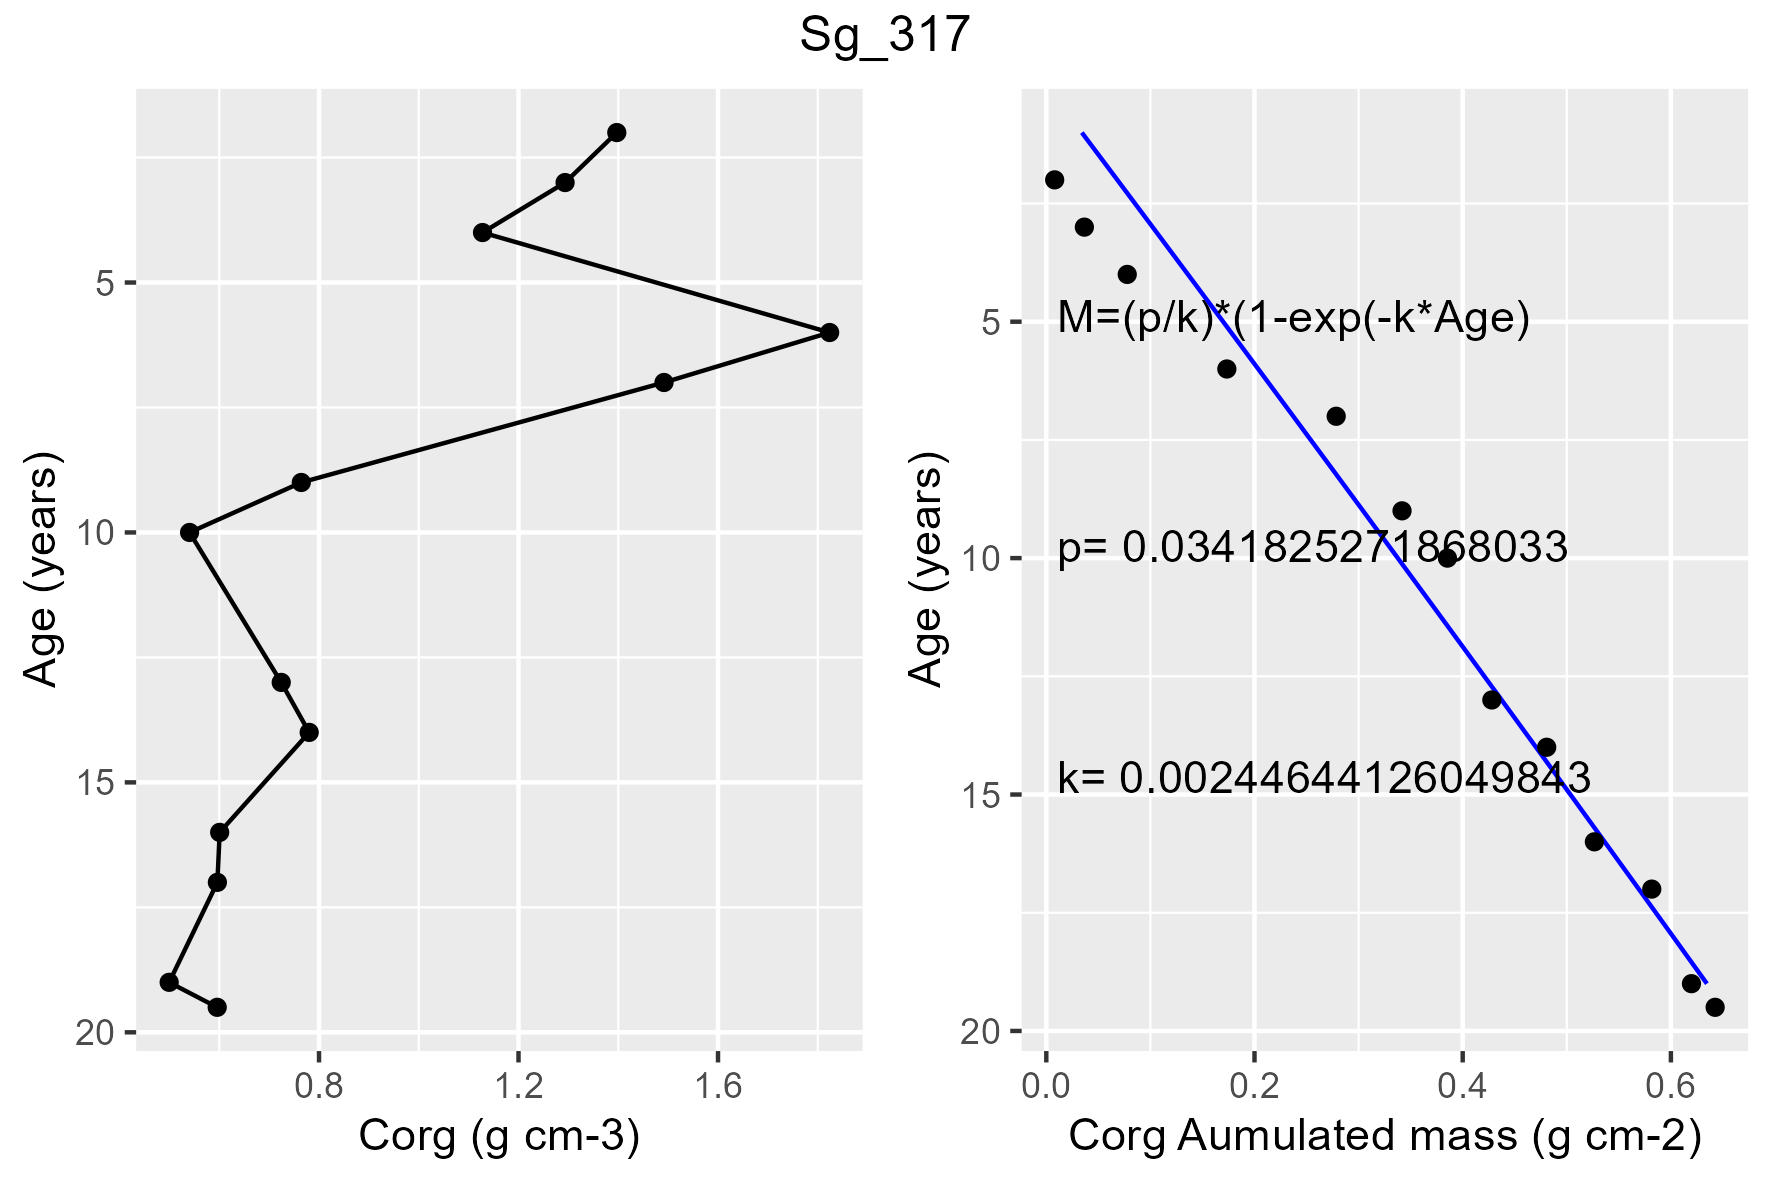 Sg_317
Age (years)
5
10
15
20
0.8
1.2
1.6
Corg (g cm-3)
Age (years)
5
10
15
20
M=(p/k)*(1-exp(-k*Age)
p= 0.0341825271868033
k= 0.00244644126049843
0.0
0.2
0.4
0.6
Corg Aumulated mass (g cm-2)